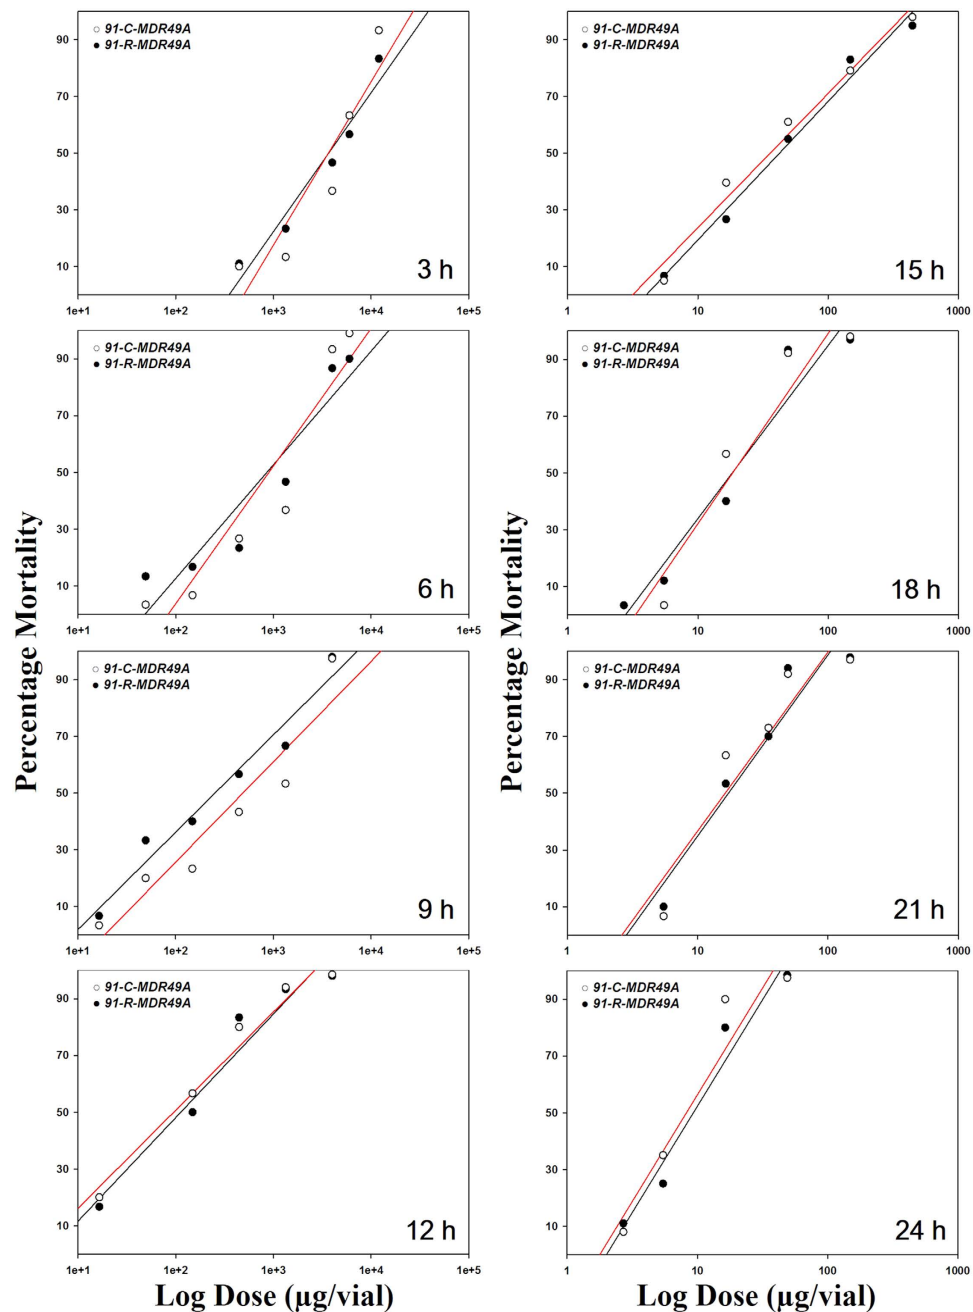 91-C-MDR49A
91-R-MDR49A
90
70
50
30
10
3 h
1e+1 1e+2 1e+3 1e+4 1e+5
91-C-MDR49A
91-R-MDR49A
90
70
50
30
10
6 h
1e+1 1e+2 1e+3 1e+4 1e+5
91-C-MDR49A
91-R-MDR49A
90
70
50
30
10
9 h
1e+1 1e+2 1e+3 1e+4 1e+5
91-C-MDR49A
91-R-MDR49A
90
70
50
30
10
12 h
1e+1 1e+2 1e+3 1e+4 1e+5
Percentage Mortality
Log Dose (µg/vial)
91-C-MDR49A
91-R-MDR49A
90
70
50
30
10
15 h
1 10 100 1000
91-C-MDR49A
91-R-MDR49A
90
70
50
30
10
18 h
1 10 100 1000
91-C-MDR49A
91-R-MDR49A
90
70
50
30
10
21 h
1 10 100 1000
91-C-MDR49A
91-R-MDR49A
90
70
50
30
10
24 h
1 10 100 1000
Percentage Mortality
Log Dose (µg/vial)